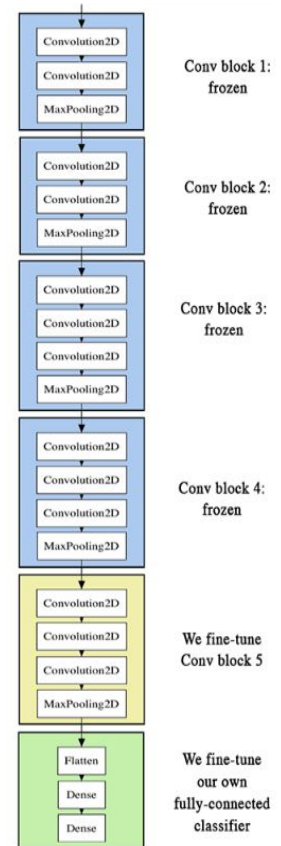 Convolution2D
Convolution2D
MaxPooling2D
Conv block 1:
frozen
Convolution2D
Convolution2D
MaxPooling2D
Conv block 2:
frozen
Convolution2D
Convolution2D
Convolution2D
MaxPooling2D
Conv block 3:
frozen
Convolution2D
Convolution2D
Convolution2D
MaxPooling2D
Conv block 4:
frozen
Convolution2D
Convolution2D
Convolution2D
MaxPooling2D
We fine-tune
Conv block 5
Flatten
Dense
Dense
We fine-tune
our own
fully-connected
classifier